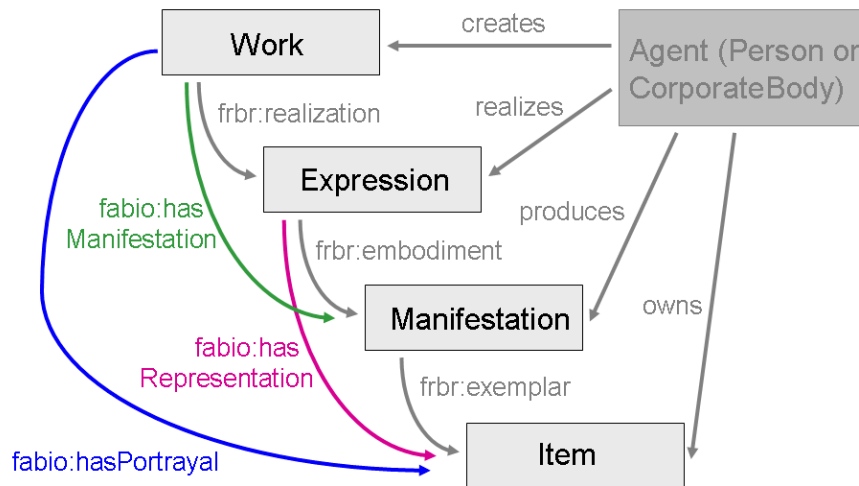 Work
creates
Agent (Person or
CorporateBody)
frbr:realization
realizes
Expression
fabio:has
Manifestation
produces
frbr:embodiment
owns
Manifestation
fabio:has
Representation
frbr:exemplar
Item
fabio:hasPortrayal